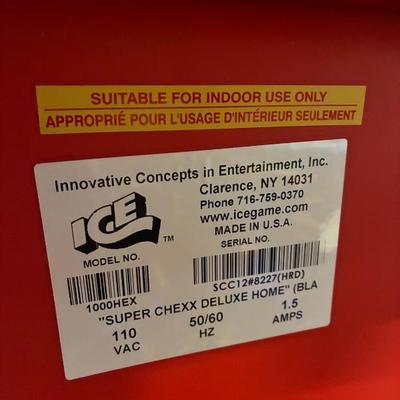 SUITABLE FOR INDOOR USE ONLY
APPROPRIÉ POUR L'USAGE D'INTÉRIEUR SEULEMENT
Innovative Concepts in Entertainment, Inc.
Clarence, NY 14031
Phone 716-759-0370
www.icegame.com
MADE IN U.S.A.
ICE TM
MODEL NO.
SERIAL NO.
1000HEX
SCC12#8227(HRD)
"SUPER CHEXX DELUXE HOME" (BLA
110 50/60 1.5
VAC HZ AMPS